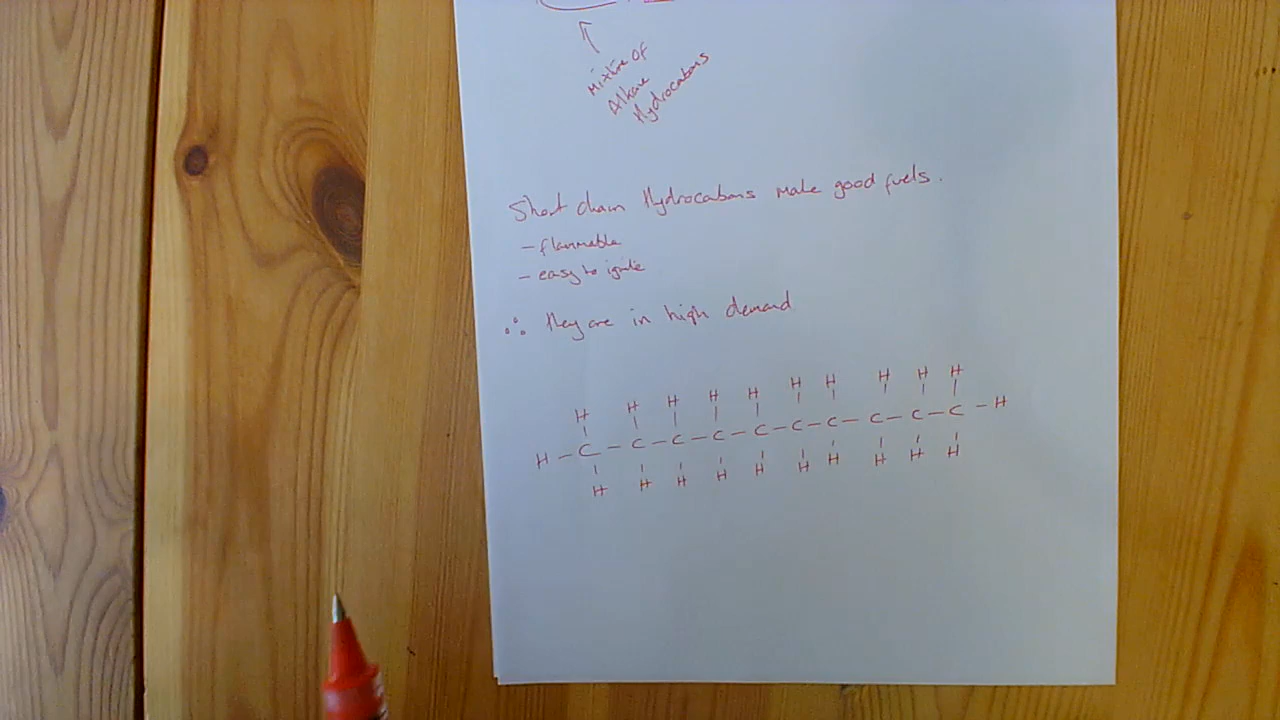 Mixture of
Alkane
Hydrocarbons
Short chain Hydrocarbons make good fuels.
- flammable
- easy to ignite
∴ they are in high demand
H H H H H H H H H H
H - C - C - C - C - C - C - C - C - C - C - H
H H H H H H H H H H